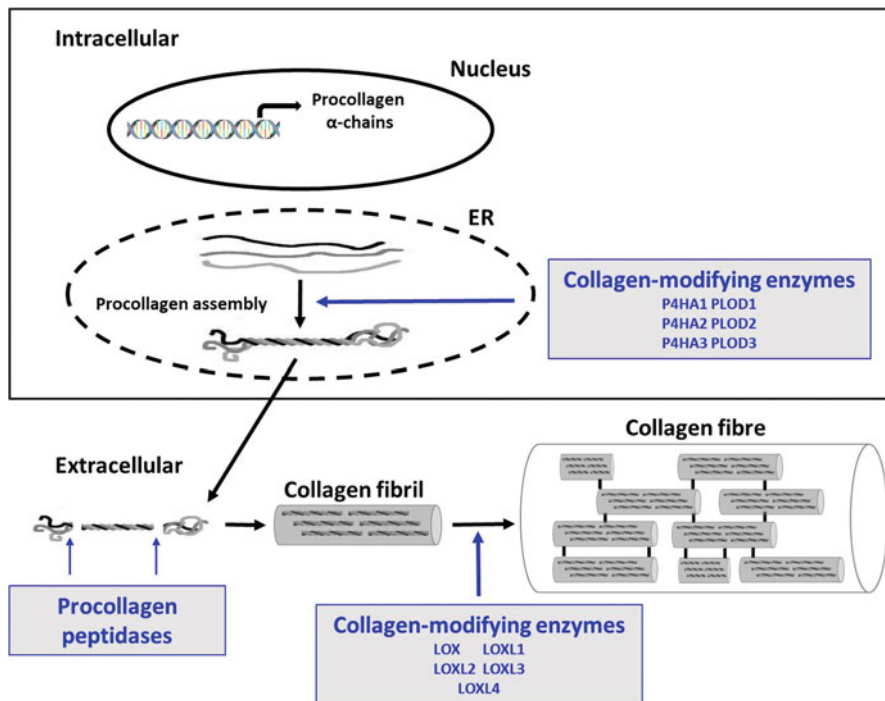 Intracellular
Nucleus
Procollagen
α-chains
ER
Procollagen assembly
Collagen-modifying enzymes
P4HA1 PLOD1
P4HA2 PLOD2
P4HA3 PLOD3
Extracellular
Collagen fibril
Collagen fibre
Procollagen
peptidases
Collagen-modifying enzymes
LOX LOXL1
LOXL2 LOXL3
LOXL4